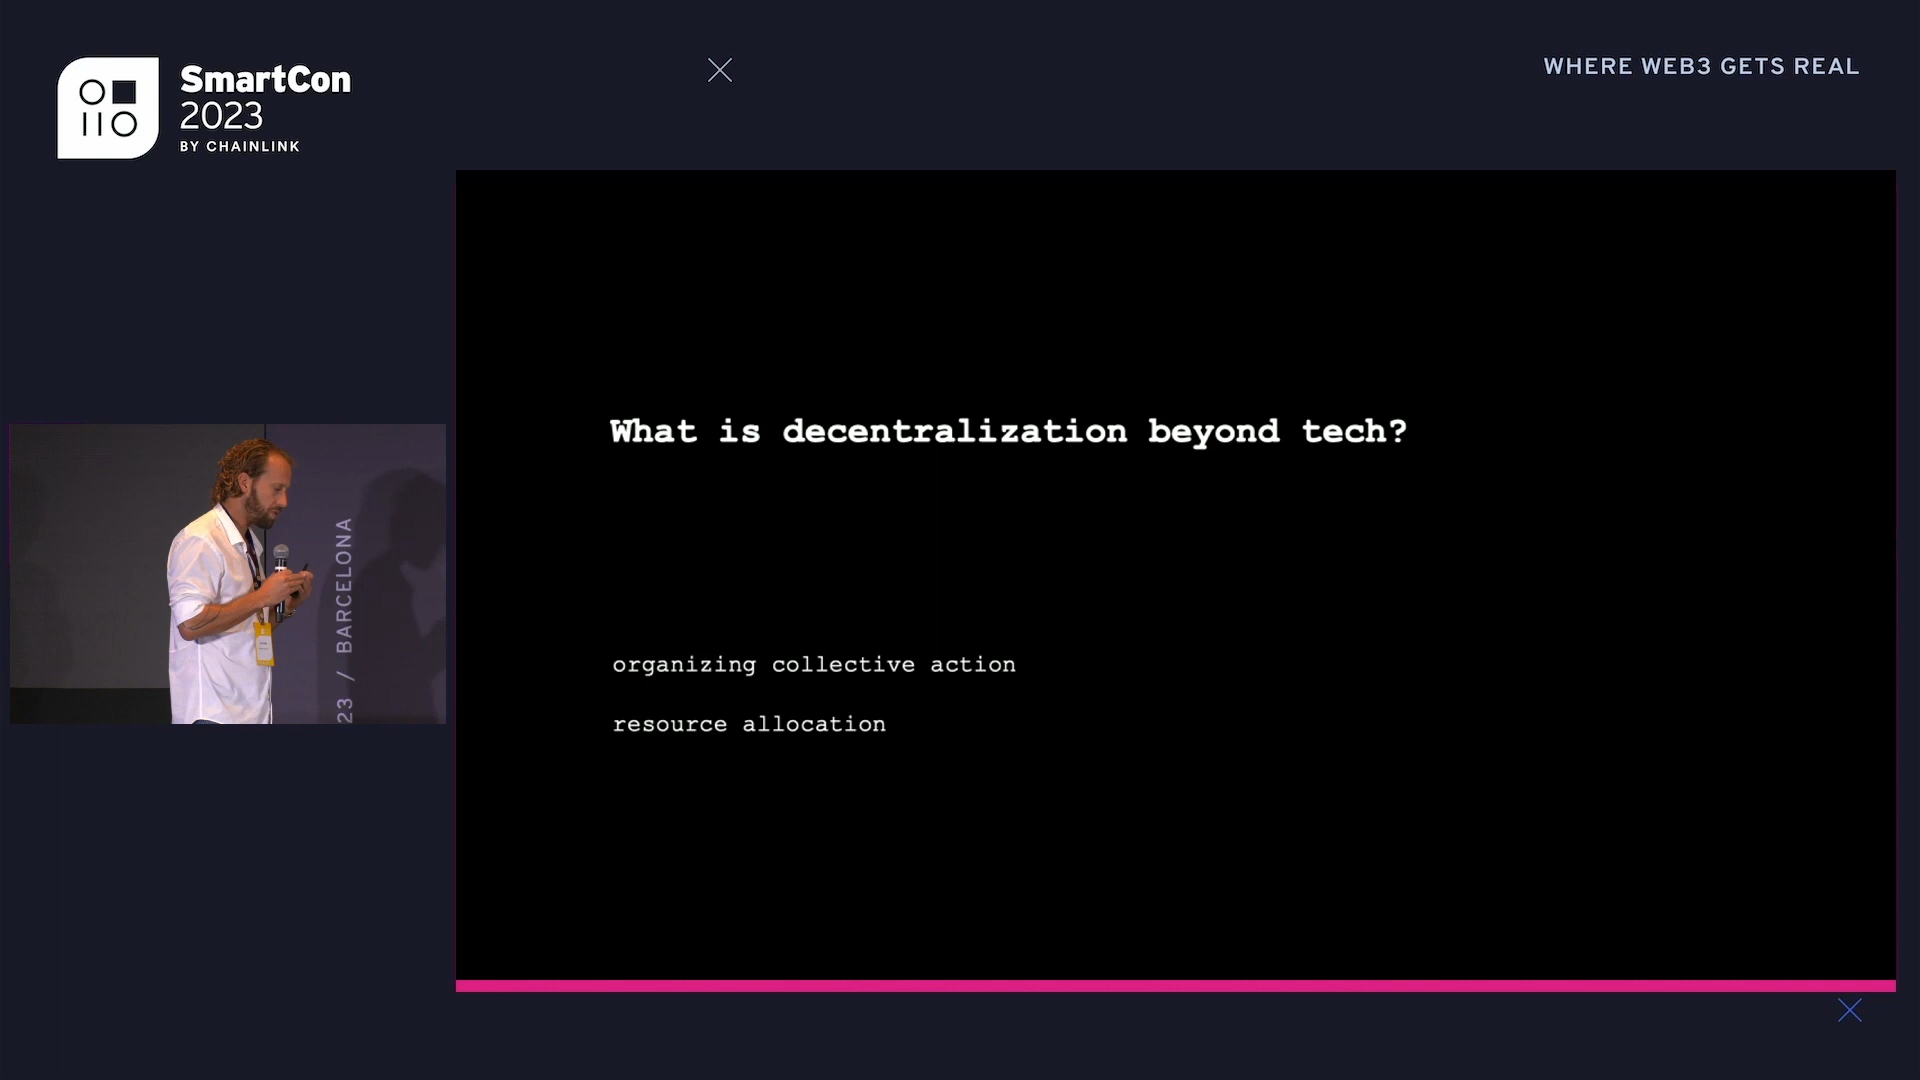 SmartCon
2023
BY CHAINLINK
WHERE WEB3 GETS REAL
What is decentralization beyond tech?
organizing collective action
resource allocation
23 / BARCELONA